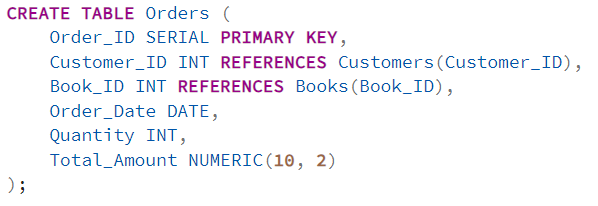 CREATE TABLE Orders (
    Order_ID SERIAL PRIMARY KEY,
    Customer_ID INT REFERENCES Customers(Customer_ID),
    Book_ID INT REFERENCES Books(Book_ID),
    Order_Date DATE,
    Quantity INT,
    Total_Amount NUMERIC(10, 2)
);